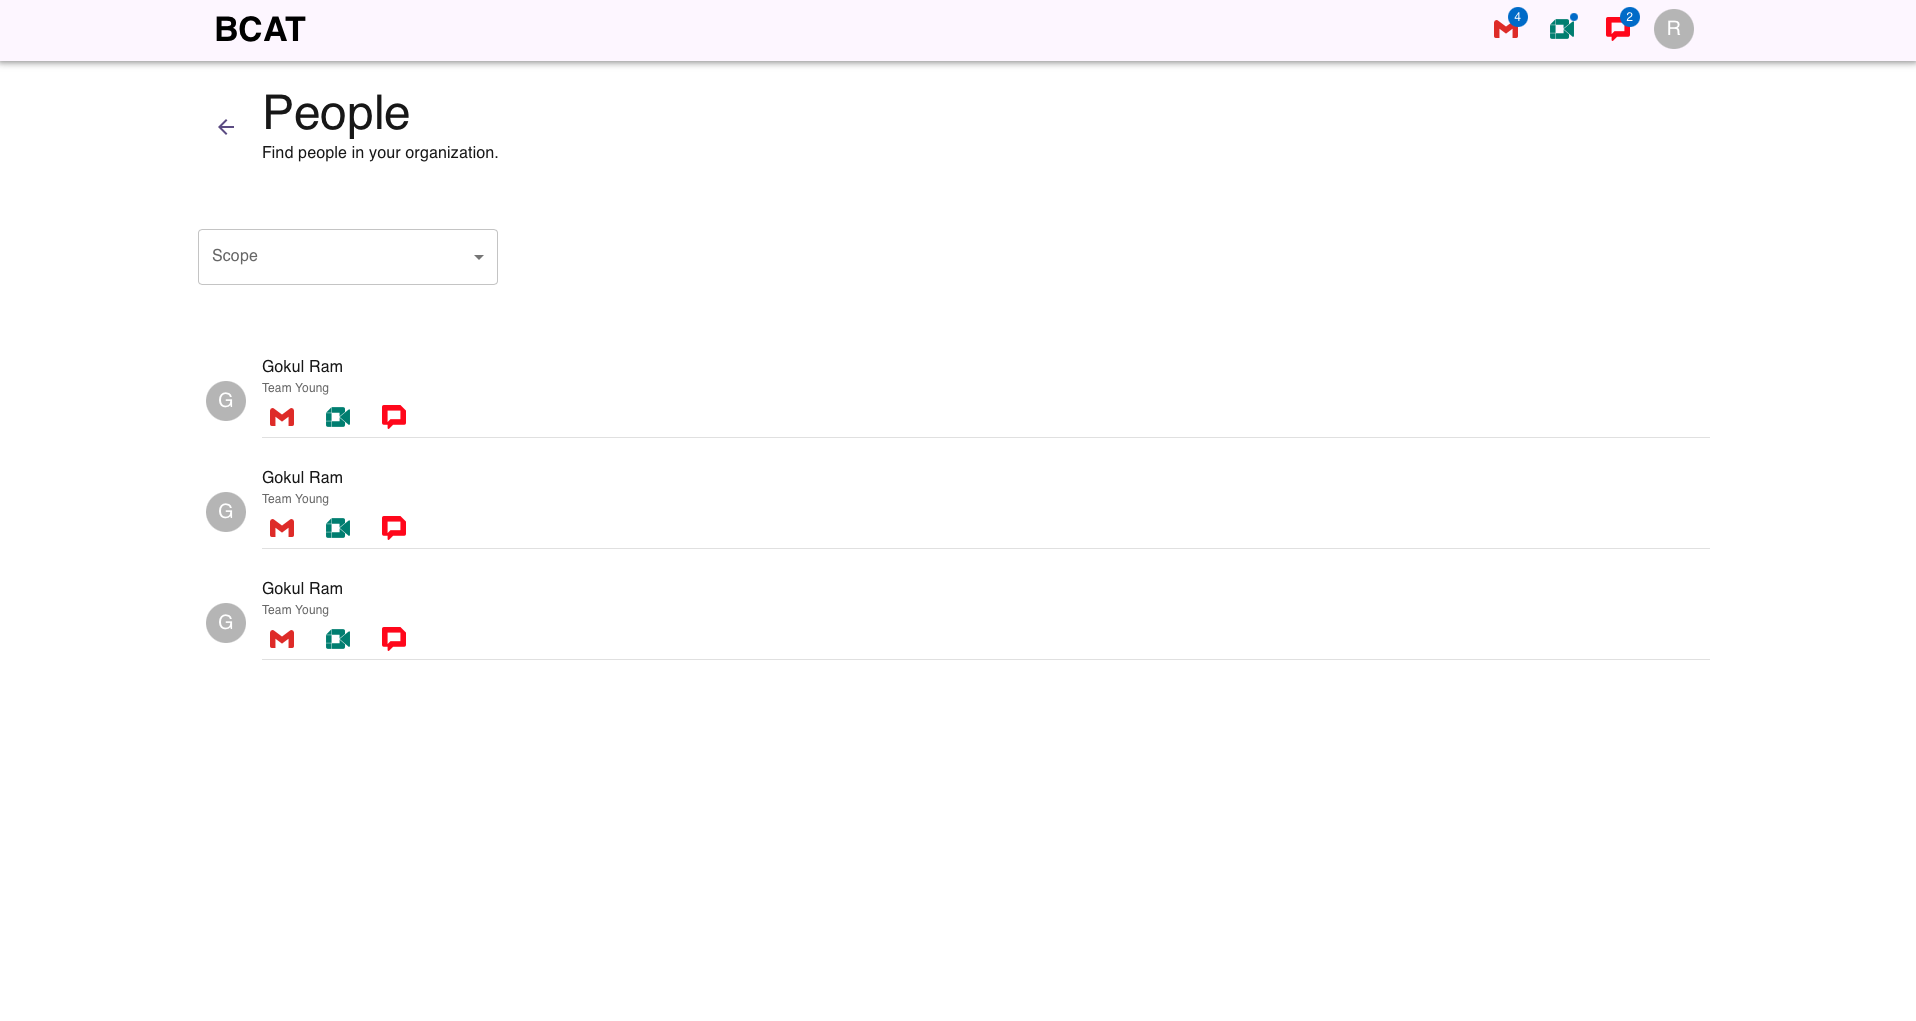 BCAT
4
2
R
People
Find people in your organization.
Scope
Gokul Ram
Team Young
G
Gokul Ram
Team Young
G
Gokul Ram
Team Young
G